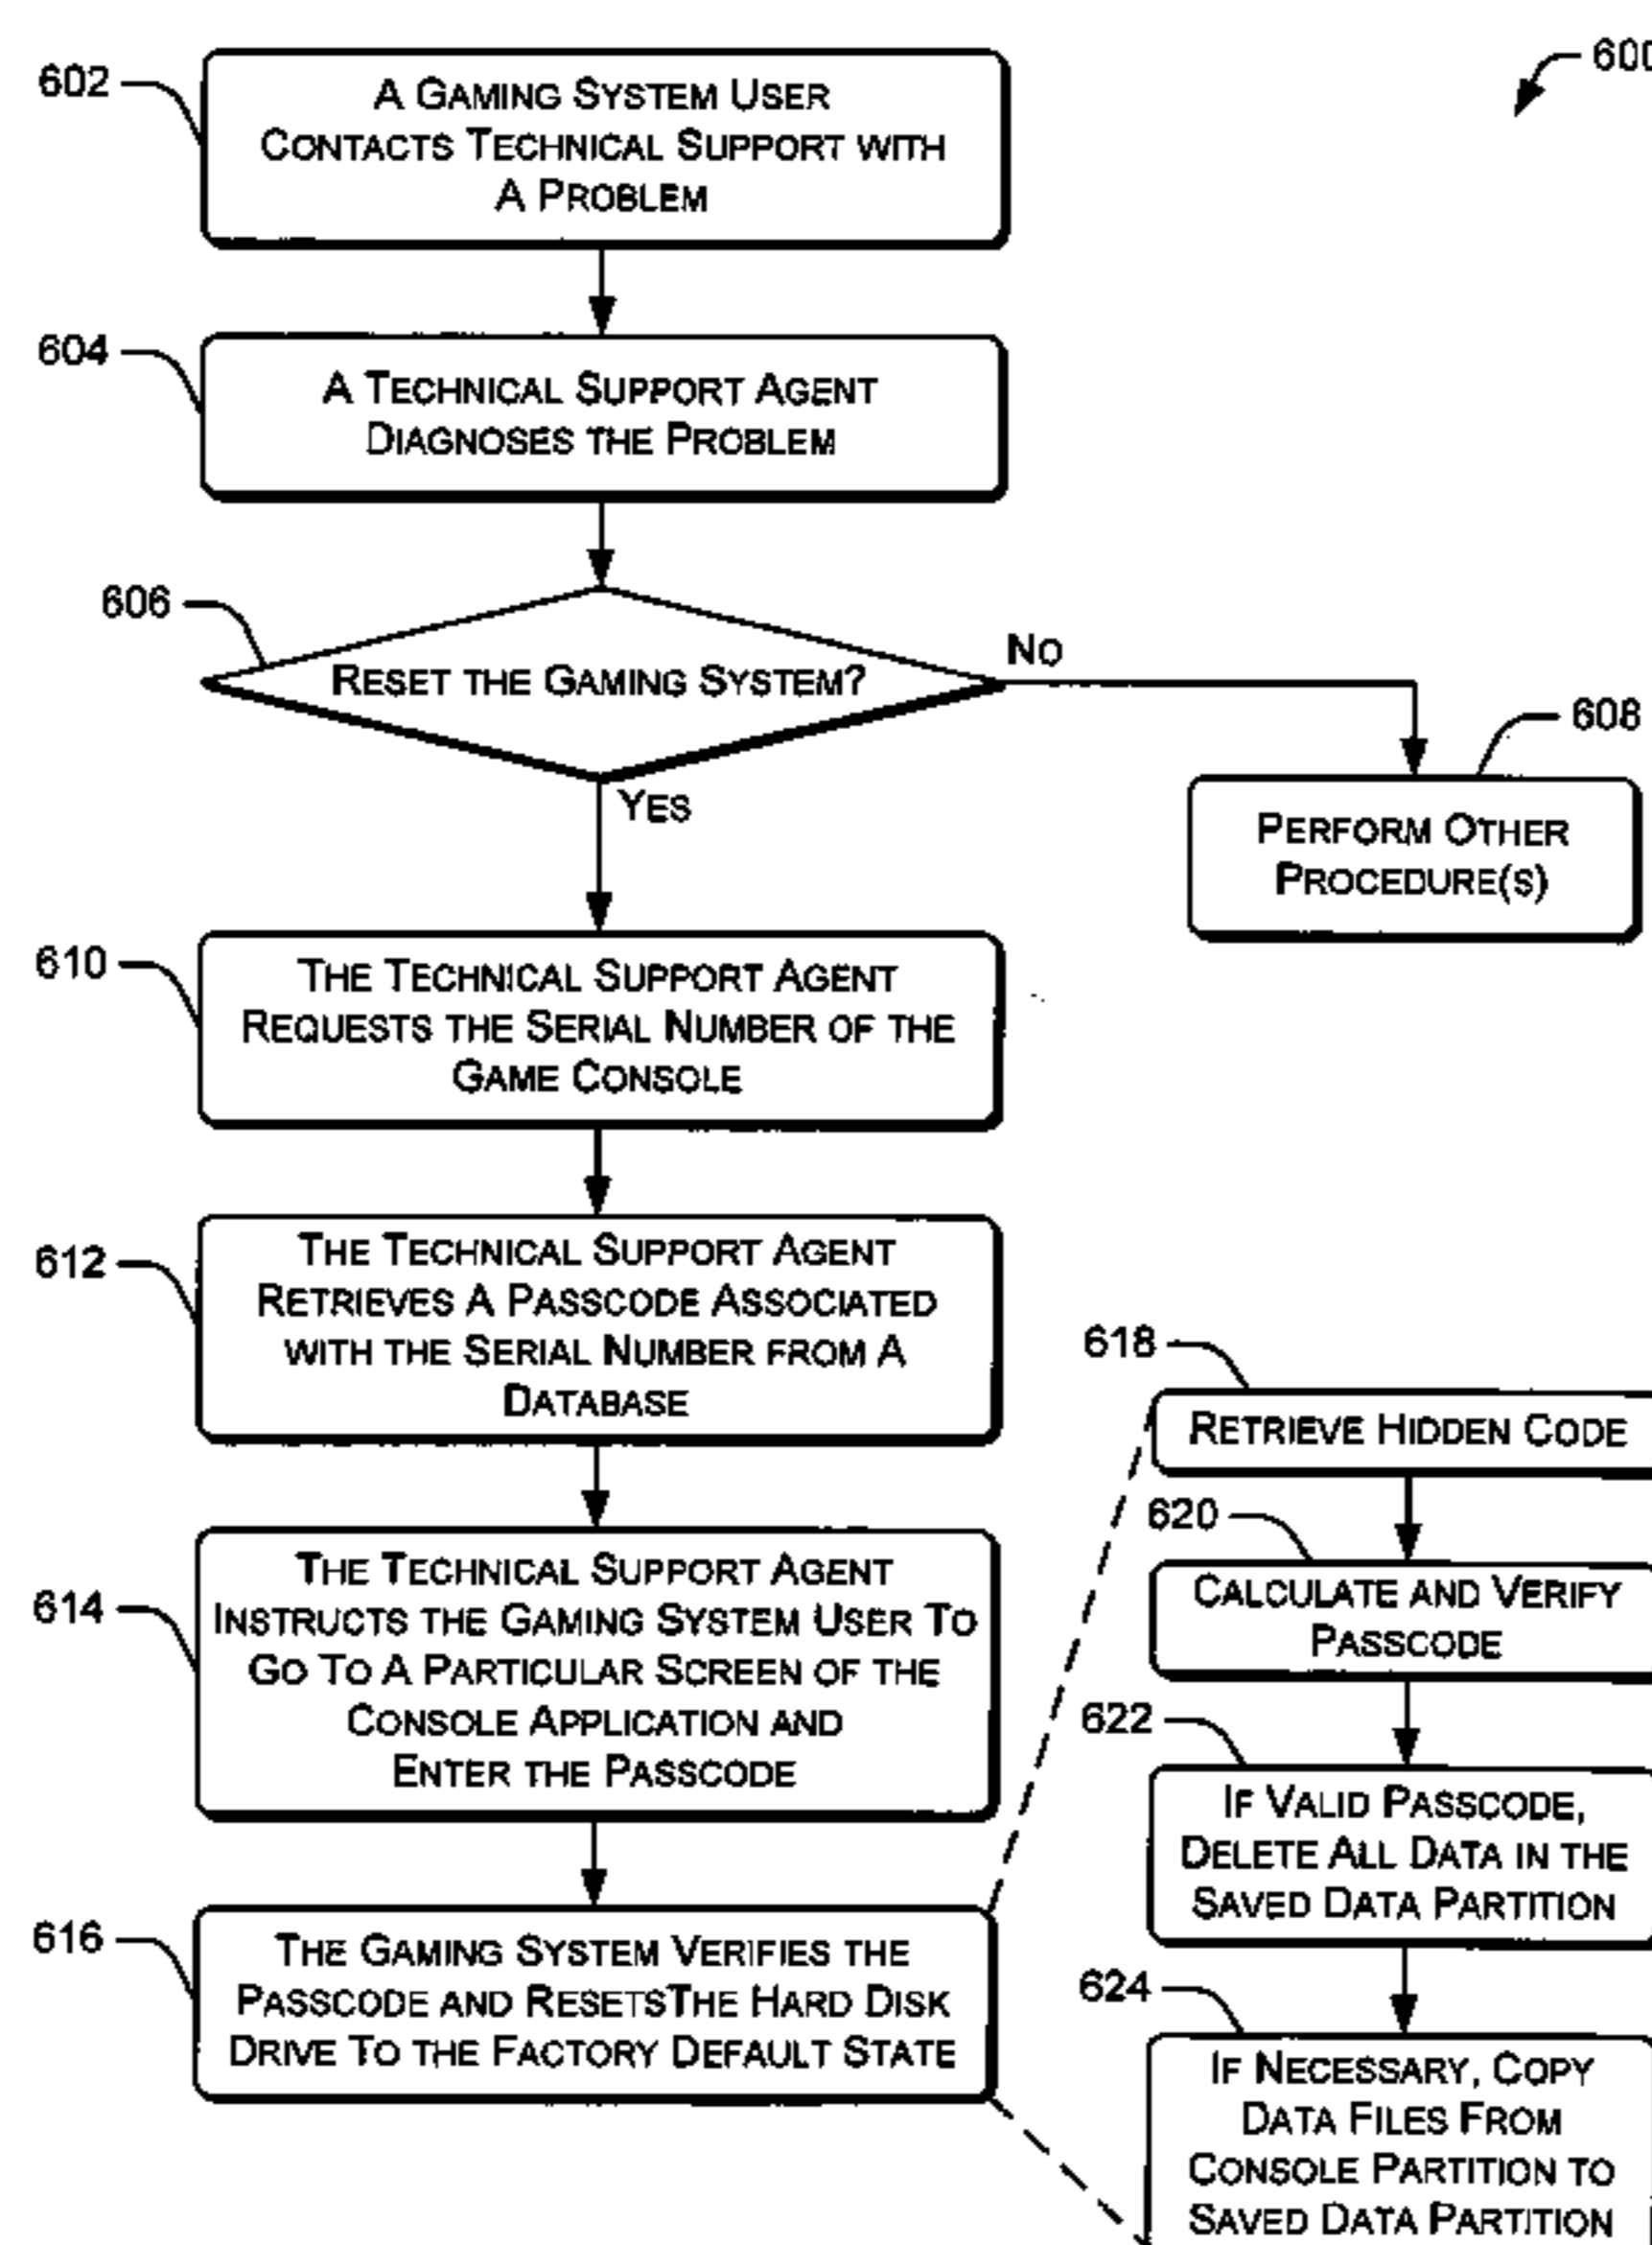 600
602
A GAMING SYSTEM USER
CONTACTS TECHNICAL SUPPORT WITH
A PROBLEM
604
A TECHNICAL SUPPORT AGENT
DIAGNOSES THE PROBLEM
606
RESET THE GAMING SYSTEM?
NO
YES
608
PERFORM OTHER
PROCEDURE(S)
610
THE TECHNICAL SUPPORT AGENT
REQUESTS THE SERIAL NUMBER OF THE
GAME CONSOLE
612
THE TECHNICAL SUPPORT AGENT
RETRIEVES A PASSCODE ASSOCIATED
WITH THE SERIAL NUMBER FROM A
DATABASE
614
THE TECHNICAL SUPPORT AGENT
INSTRUCTS THE GAMING SYSTEM USER TO
GO TO A PARTICULAR SCREEN OF THE
CONSOLE APPLICATION AND
ENTER THE PASSCODE
616
THE GAMING SYSTEM VERIFIES THE
PASSCODE AND RESETSTHE HARD DISK
DRIVE TO THE FACTORY DEFAULT STATE
618
RETRIEVE HIDDEN CODE
620
CALCULATE AND VERIFY
PASSCODE
622
IF VALID PASSCODE,
DELETE ALL DATA IN THE
SAVED DATA PARTITION
624
IF NECESSARY, COPY
DATA FILES FROM
CONSOLE PARTITION TO
SAVED DATA PARTITION